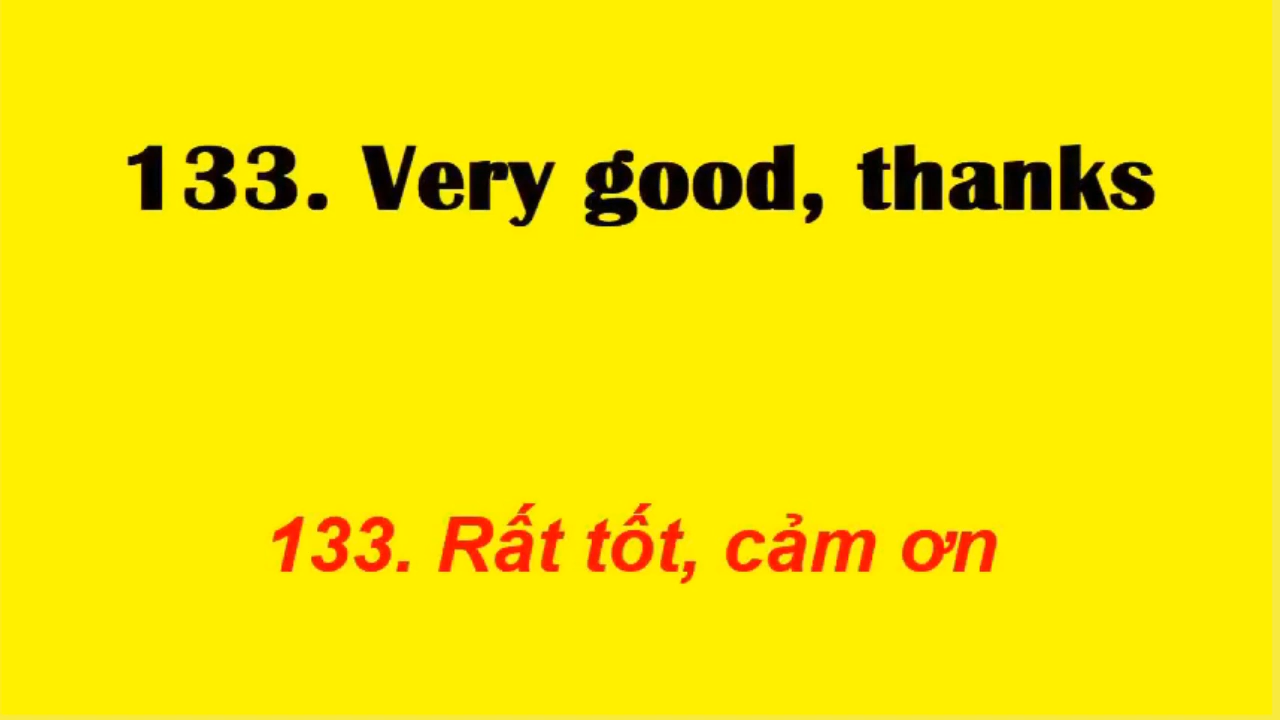 133. Very good, thanks
133. Rất tốt, cảm ơn